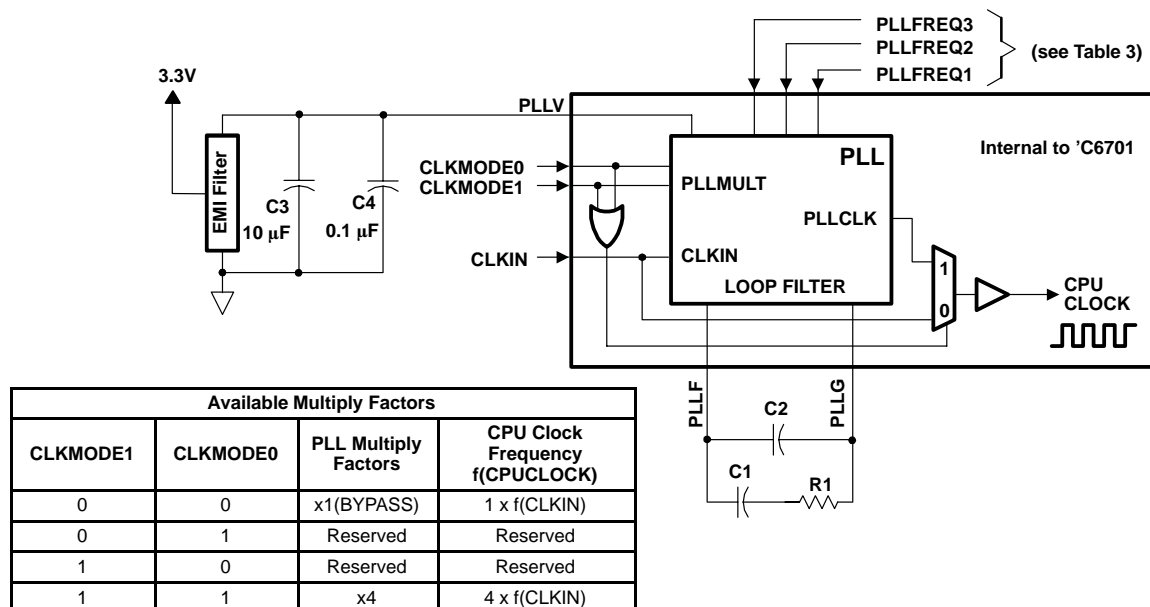 PLLFREQ3
PLLFREQ2
PLLFREQ1
(see Table 3)
3.3V
PLLV
EMI Filter
C3
10 µF
C4
0.1 µF
CLKMODE0
CLKMODE1
CLKIN
PLL
Internal to ’C6701
PLLMULT
PLLCLK
CLKIN
LOOP FILTER
1
0
CPU
CLOCK
PLLF
PLLG
C2
C1
R1
Available Multiply Factors
CLKMODE1 CLKMODE0 PLL Multiply Factors CPU Clock Frequency f(CPUCLOCK)
0 0 x1(BYPASS) 1 x f(CLKIN)
0 1 Reserved Reserved
1 0 Reserved Reserved
1 1 x4 4 x f(CLKIN)